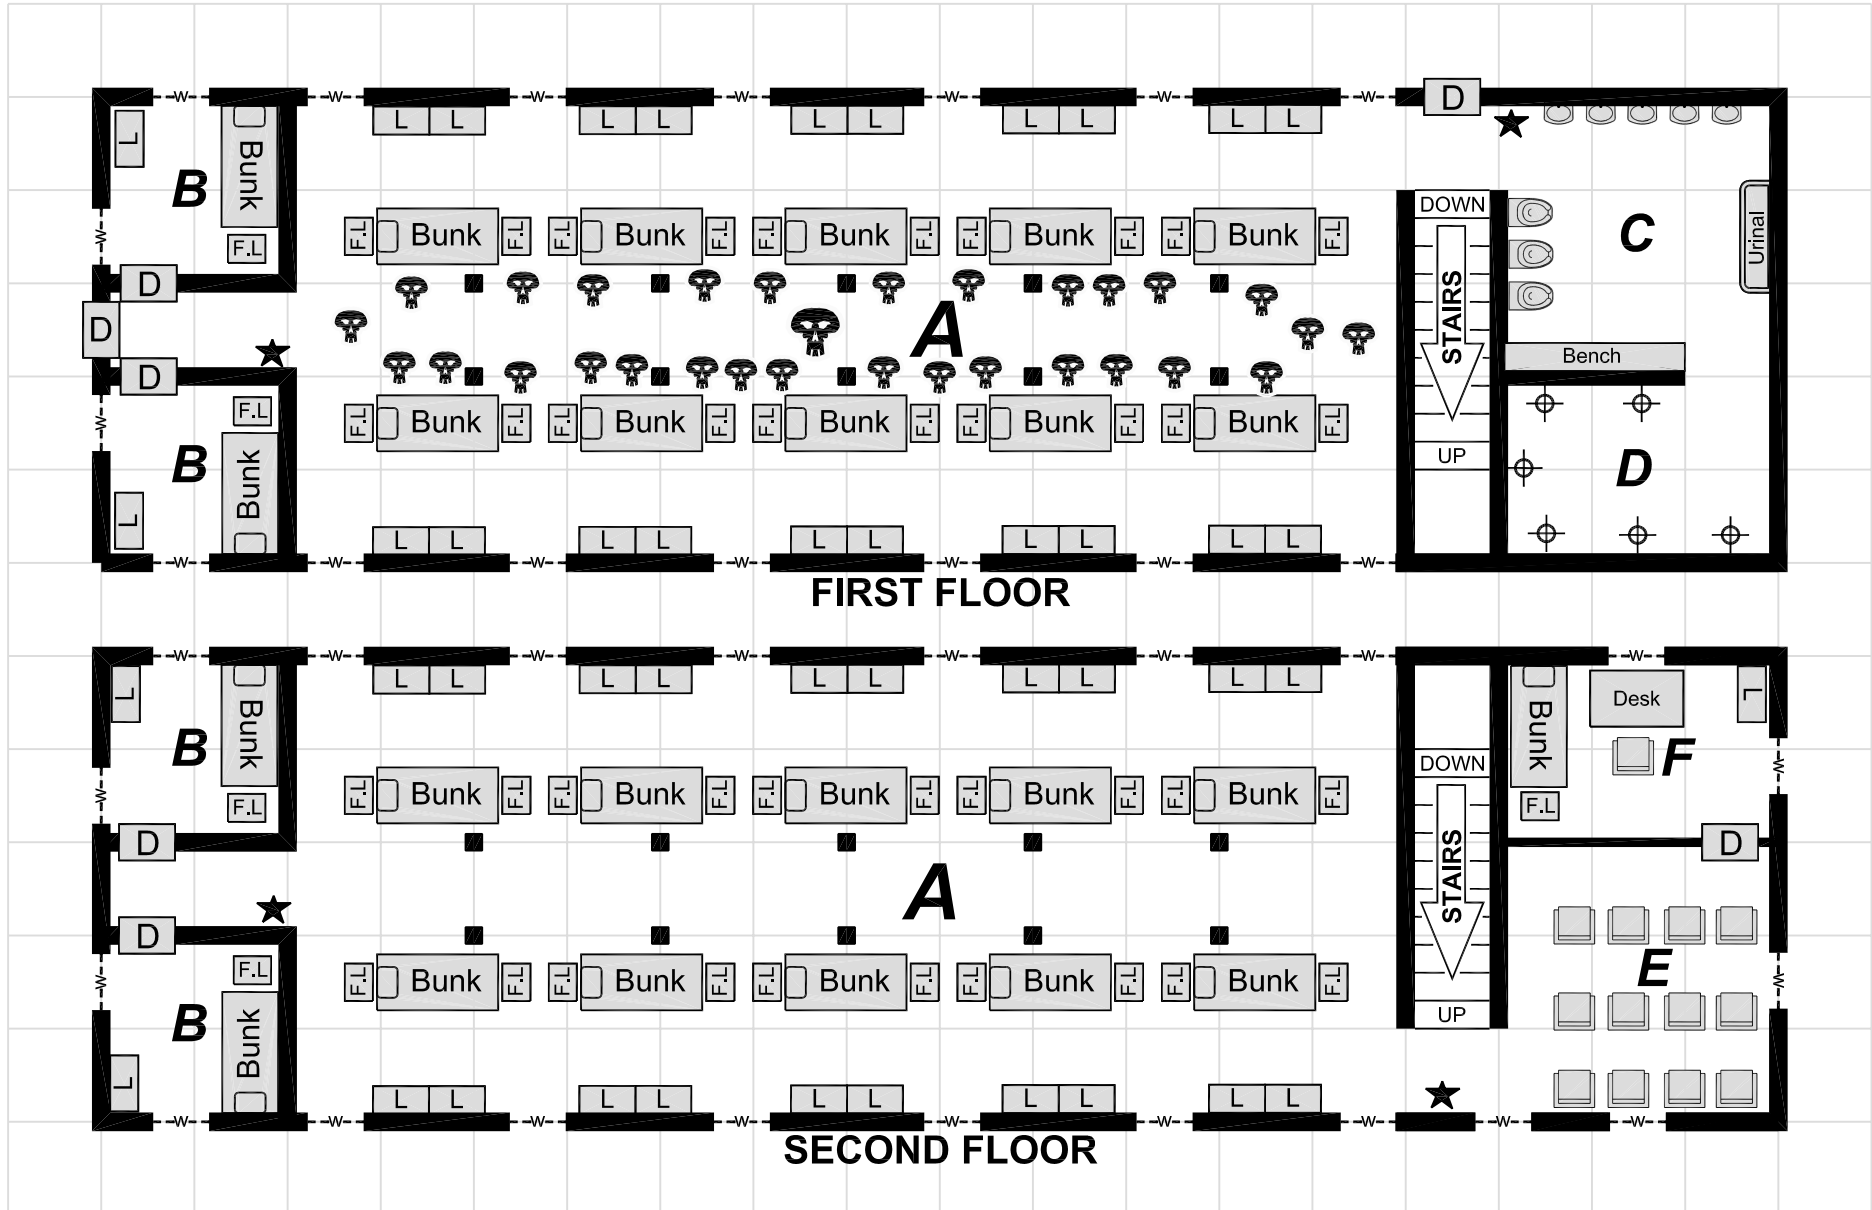 W W W W W W D
L L L L L L L L L L L
Bunk
B
C
DOWN
F.L Bunk F.L F.L Bunk F.L F.L Bunk F.L F.L Bunk F.L F.L Bunk F.L
Urinal
W
F.L
D
STAIRS
D
A
Bench
D
W
F.L
F.L Bunk F.L F.L Bunk F.L F.L Bunk F.L F.L Bunk F.L F.L Bunk F.L
UP
B
Bunk
D
L
L L L L L L L L L L
W W W W W W
FIRST FLOOR
W W W W W W W
L L L L L L L L L L L L
Bunk
Bunk
Desk
B
F
DOWN
W
F.L Bunk F.L F.L Bunk F.L F.L Bunk F.L F.L Bunk F.L F.L Bunk F.L
W
F.L
F.L
D
D
STAIRS
A
D
F.L
E
W
F.L Bunk F.L F.L Bunk F.L F.L Bunk F.L F.L Bunk F.L F.L Bunk F.L
W
UP
B
Bunk
L
L L L L L L L L L L
W W W W W W W W
SECOND FLOOR